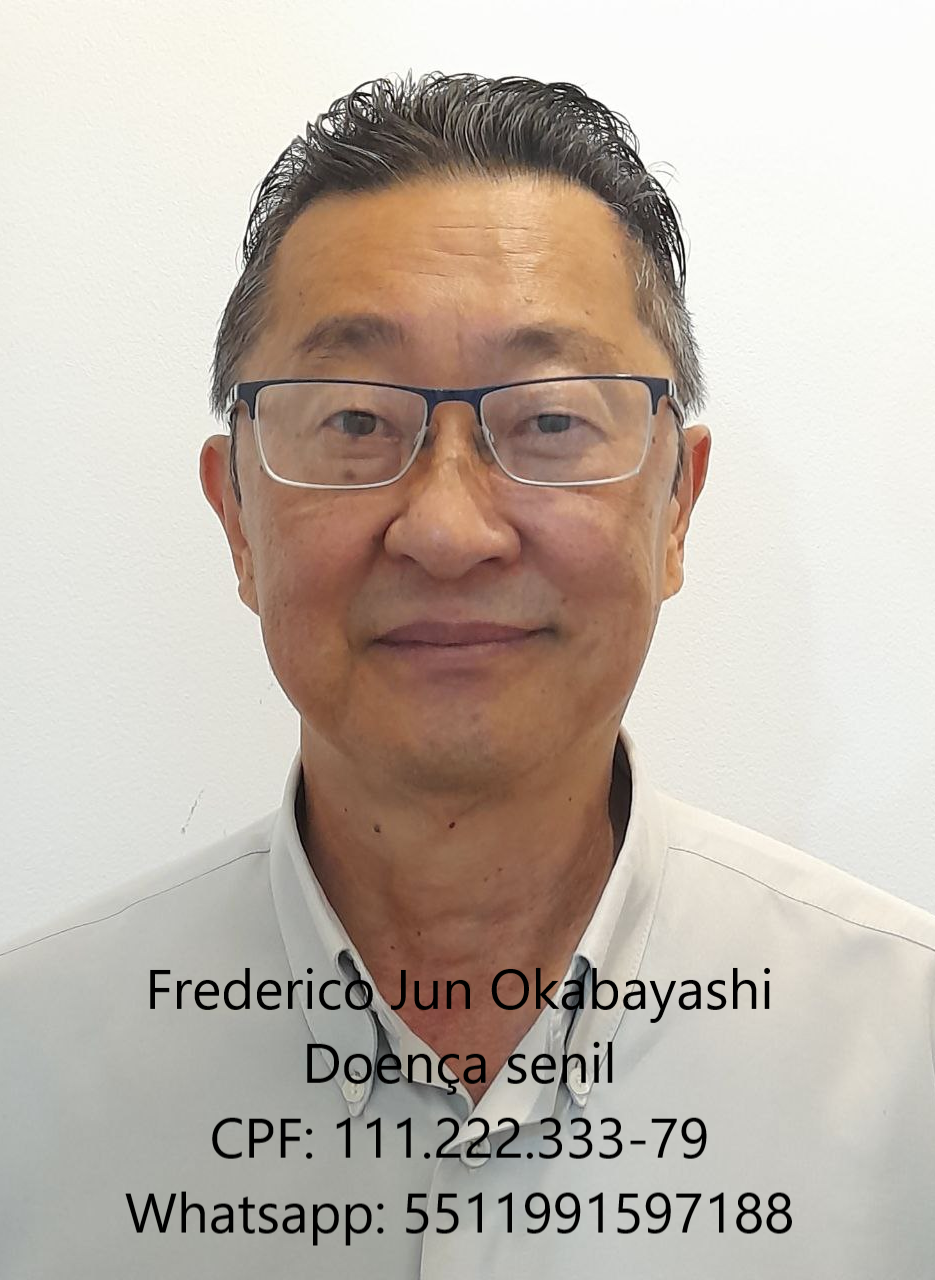 Frederico Jun Okabayashi
Doença senil
CPF: 111.222.333-79
Whatsapp: 5511991597188